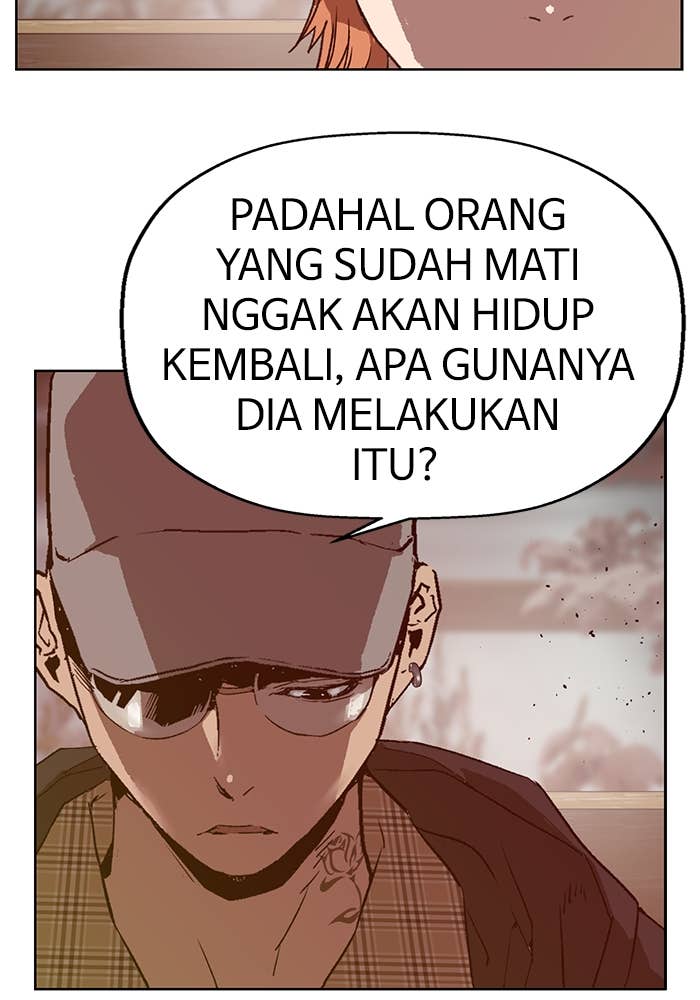 PADAHAL ORANG
YANG SUDAH MATI
NGGAK AKAN HIDUP
KEMBALI, APA GUNANYA
DIA MELAKUKAN
ITU?